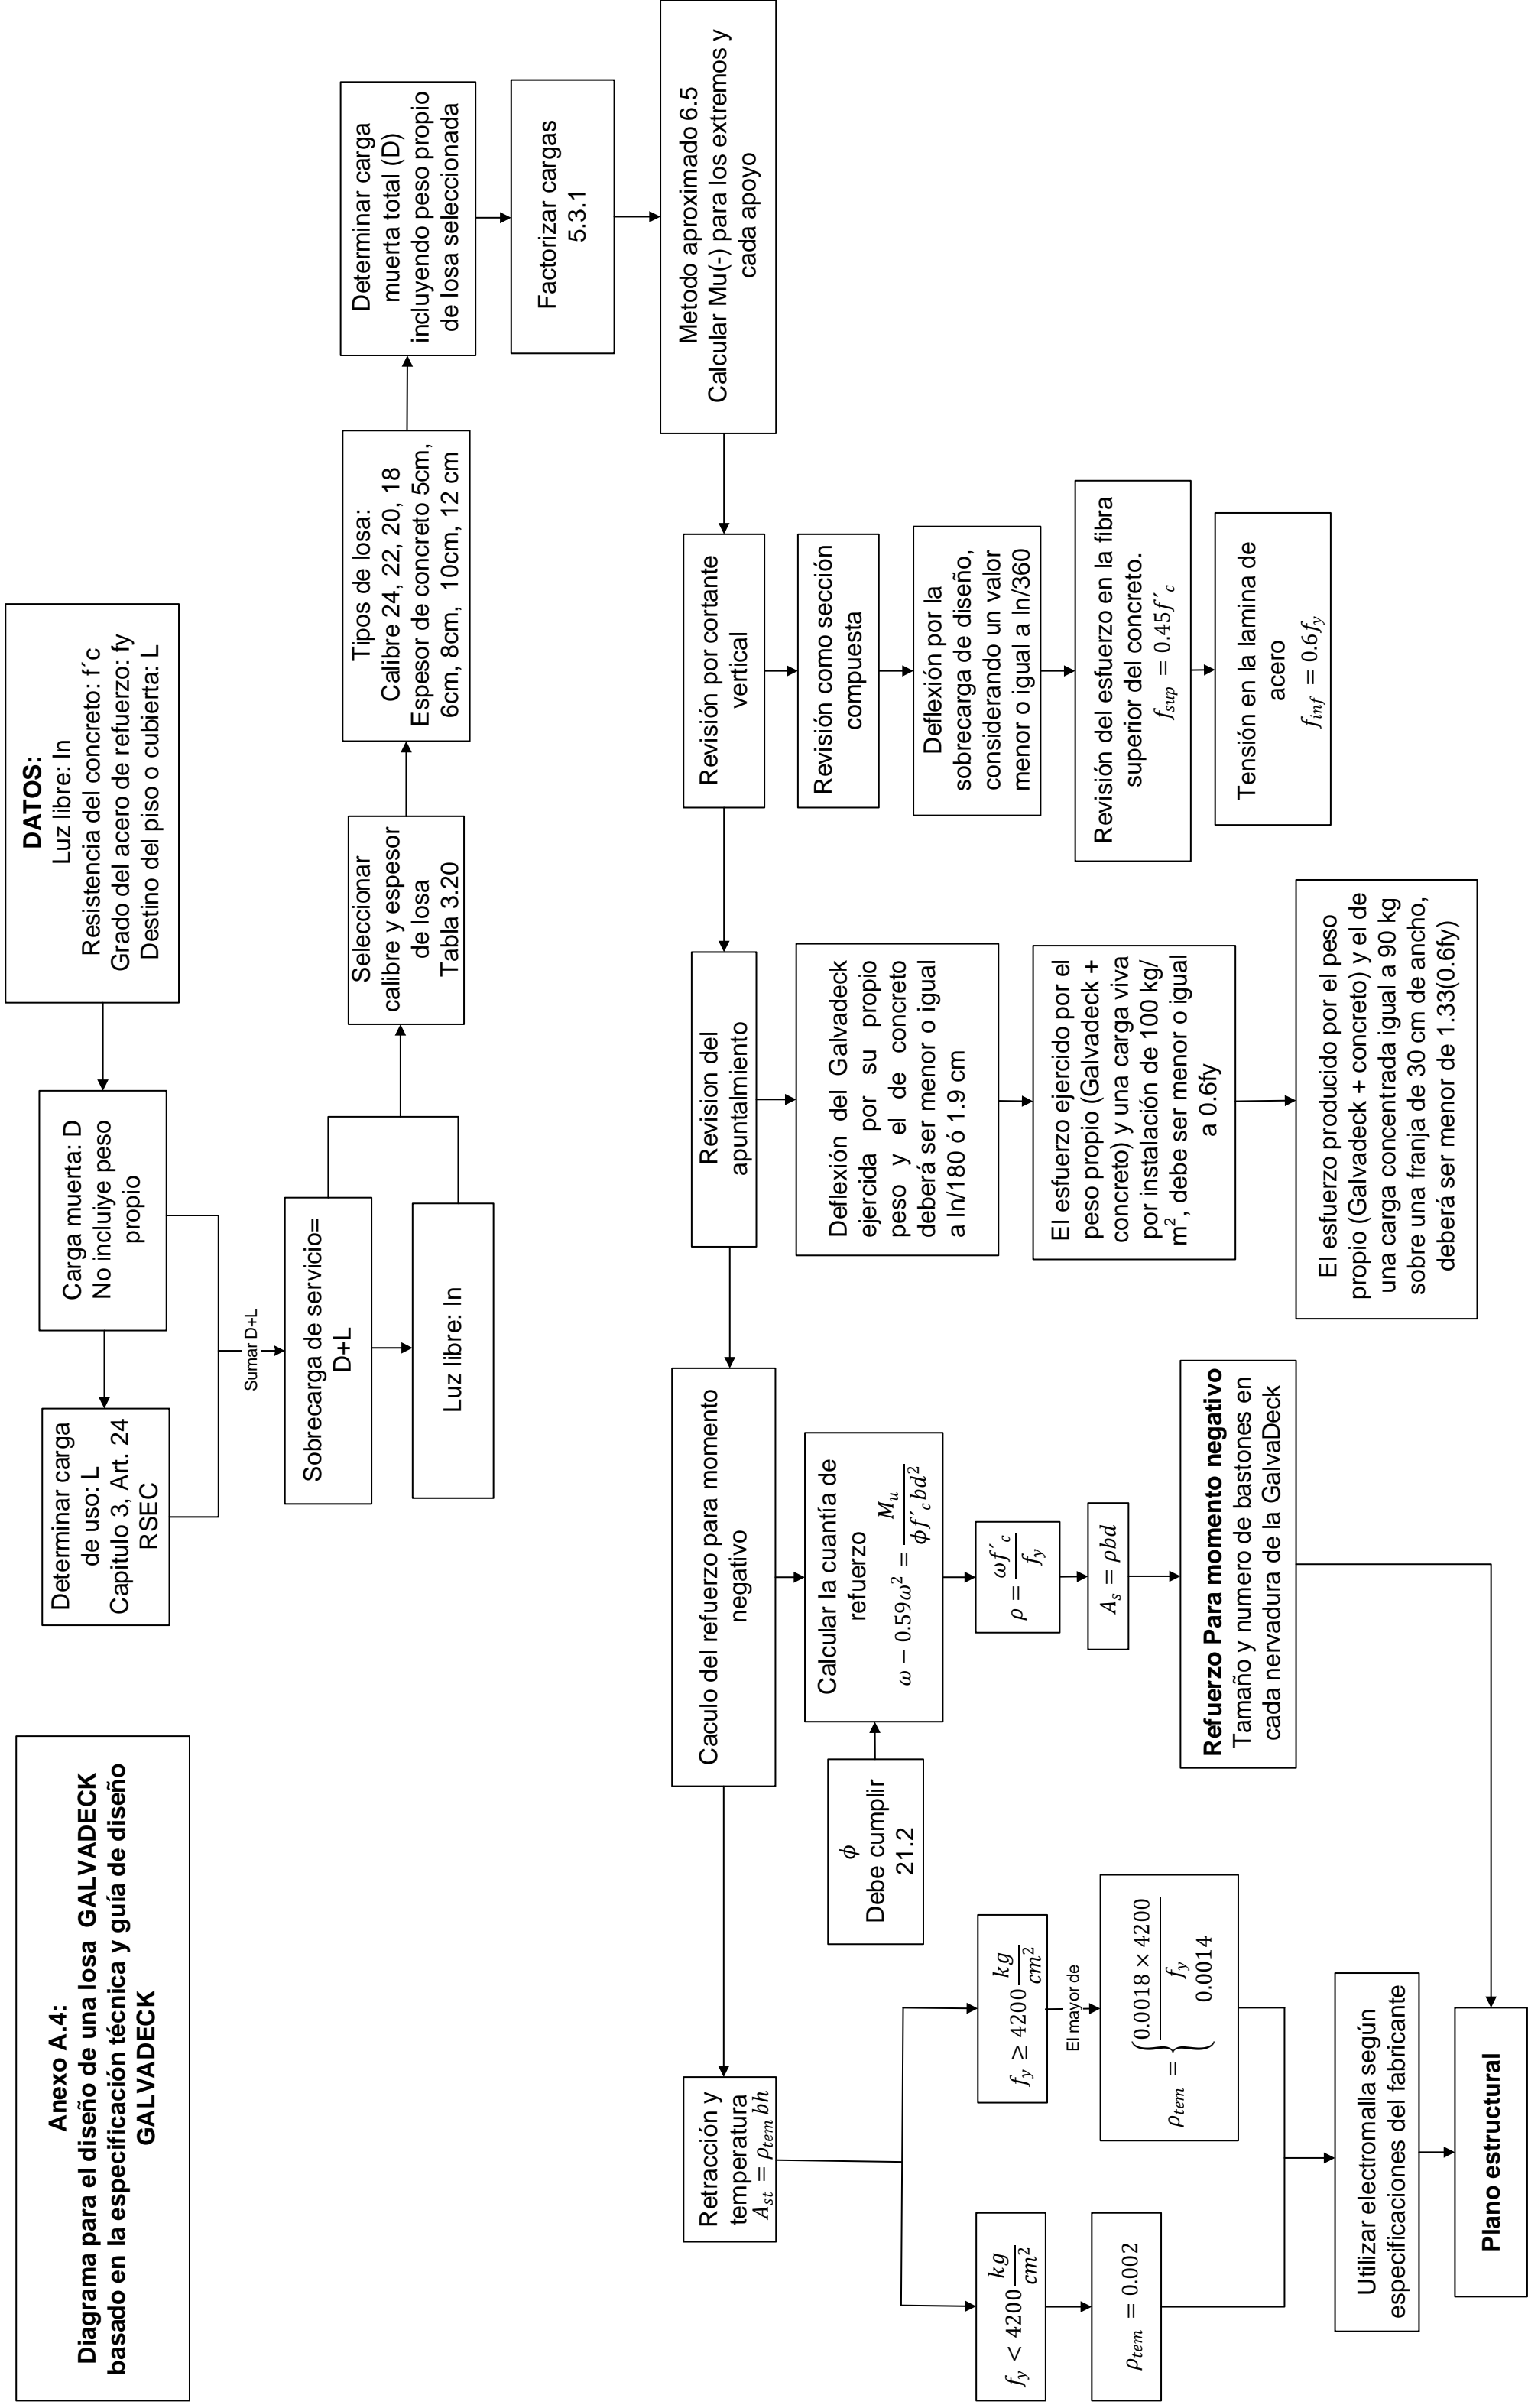 Anexo A.4:
Diagrama para el diseño de una losa GALVADECK
basado en la especificación técnica y guía de diseño
GALVADECK
DATOS:
Luz libre: ln
Resistencia del concreto: f´c
Grado del acero de refuerzo: fy
Destino del piso o cubierta: L
Carga muerta: D
No incluiye peso
propio
Determinar carga
de uso: L
Capitulo 3, Art. 24
RSEC
Sumar D+L
Sobrecarga de servicio=
D+L
Luz libre: ln
Seleccionar
calibre y espesor
de losa
Tabla 3.20
Tipos de losa:
Calibre 24, 22, 20, 18
Espesor de concreto 5cm,
6cm, 8cm, 10cm, 12 cm
Determinar carga
muerta total (D)
incluyendo peso propio
de losa seleccionada
Factorizar cargas
5.3.1
Metodo aproximado 6.5
Calcular Mu(-) para los extremos y
cada apoyo
Revisión por cortante
vertical
Revisión como sección
compuesta
Deflexión por la
sobrecarga de diseño,
considerando un valor
menor o igual a ln/360
Revisión del esfuerzo en la fibra
superior del concreto.
f_sup = 0.45f´_c
Tensión en la lamina de
acero
f_inf = 0.6f_y
Revision del
apuntalmiento
Deflexión del Galvadeck
ejercida por su propio
peso y el de concreto
deberá ser menor o igual
a ln/180 ó 1.9 cm
El esfuerzo ejercido por el
peso propio (Galvadeck +
concreto) y una carga viva
por instalación de 100 kg/
m², debe ser menor o igual
a 0.6fy
El esfuerzo producido por el peso
propio (Galvadeck + concreto) y el de
una carga concentrada igual a 90 kg
sobre una franja de 30 cm de ancho,
deberá ser menor de 1.33(0.6fy)
Caculo del refuerzo para momento
negativo
Calcular la cuantía de
refuerzo
ω − 0.59ω² = M_u / ϕf´_c bd²
ϕ
Debe cumplir
21.2
ρ = ωf´_c / f_y
A_s = ρbd
Refuerzo Para momento negativo
Tamaño y numero de bastones en
cada nervadura de la GalvaDeck
Retracción y
temperatura
A_st = ρ_tem bh
f_y < 4200 kg/cm²
ρ_tem = 0.002
f_y ≥ 4200 kg/cm²
El mayor de
ρ_tem = { 0.0018 × 4200 / f_y
0.0014
Utilizar electromalla según
especificaciones del fabricante
Plano estructural